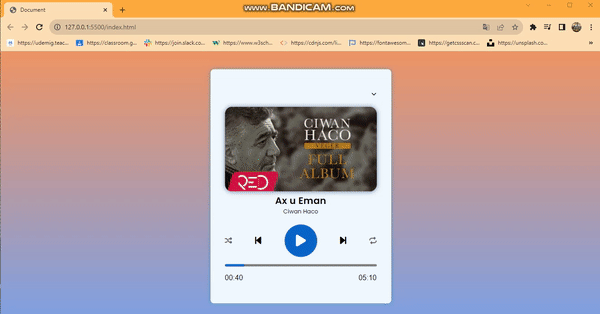 Document
www.BANDICAM.com
127.0.0.1:5500/index.html
https://udemig.teac...
https://classroom.g...
https://join.slack.co...
https://www.w3sch...
https://cdnjs.com/li...
https://fontawesom...
https://getcssscan.c...
https://unsplash.co...
CIWAN
HACO
FULL
ALBUM
RED
Ax u Eman
Ciwan Haco
00:40
05:10